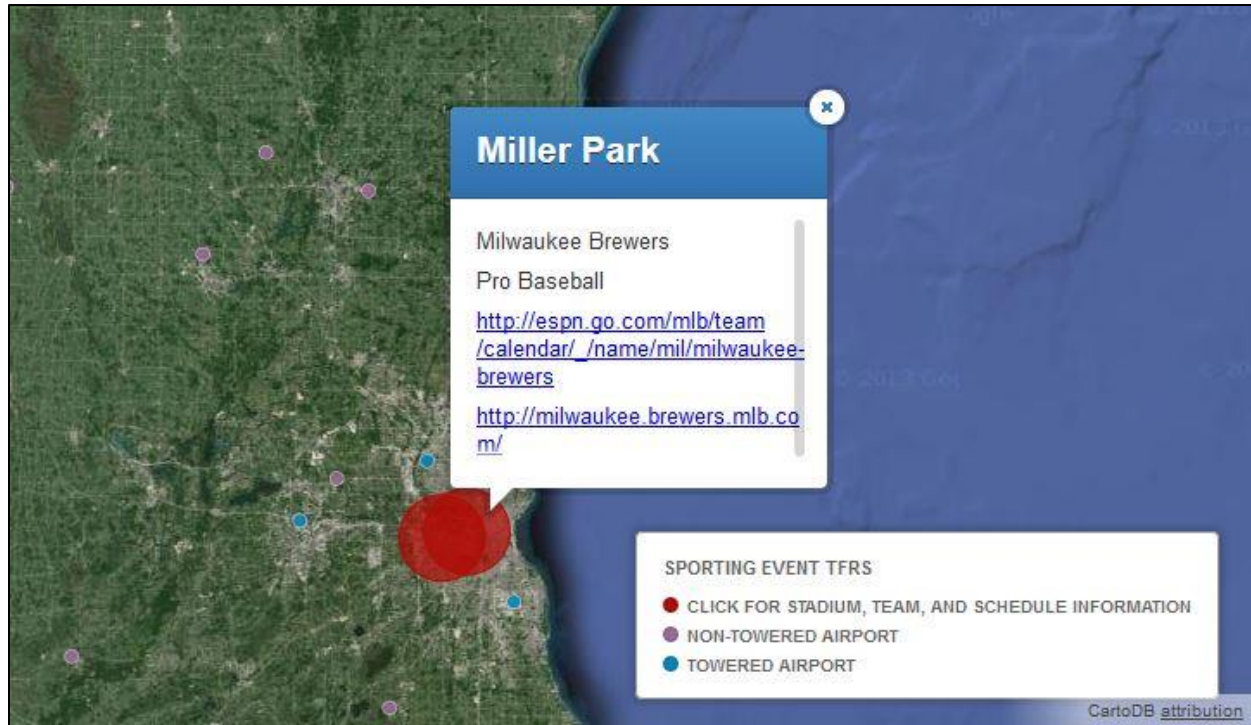 Miller Park
Milwaukee Brewers
Pro Baseball
http://espn.go.com/mlb/team
/calendar/_/name/mil/milwaukee-
brewers
http://milwaukee.brewers.mlb.co
m/
SPORTING EVENT TFRS
CLICK FOR STADIUM, TEAM, AND SCHEDULE INFORMATION
NON-TOWERED AIRPORT
TOWERED AIRPORT
CartoDB attribution